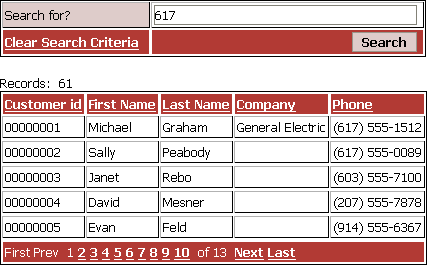 Search for? 617
Clear Search Criteria Search
Records: 61
Customer id First Name Last Name Company Phone
00000001 Michael Graham General Electric (617) 555-1512
00000002 Sally Peabody (617) 555-0089
00000003 Janet Rebo (603) 555-7100
00000004 David Mesner (207) 555-7878
00000005 Evan Feld (914) 555-6367
First Prev 1 2 3 4 5 6 7 8 9 10 of 13 Next Last